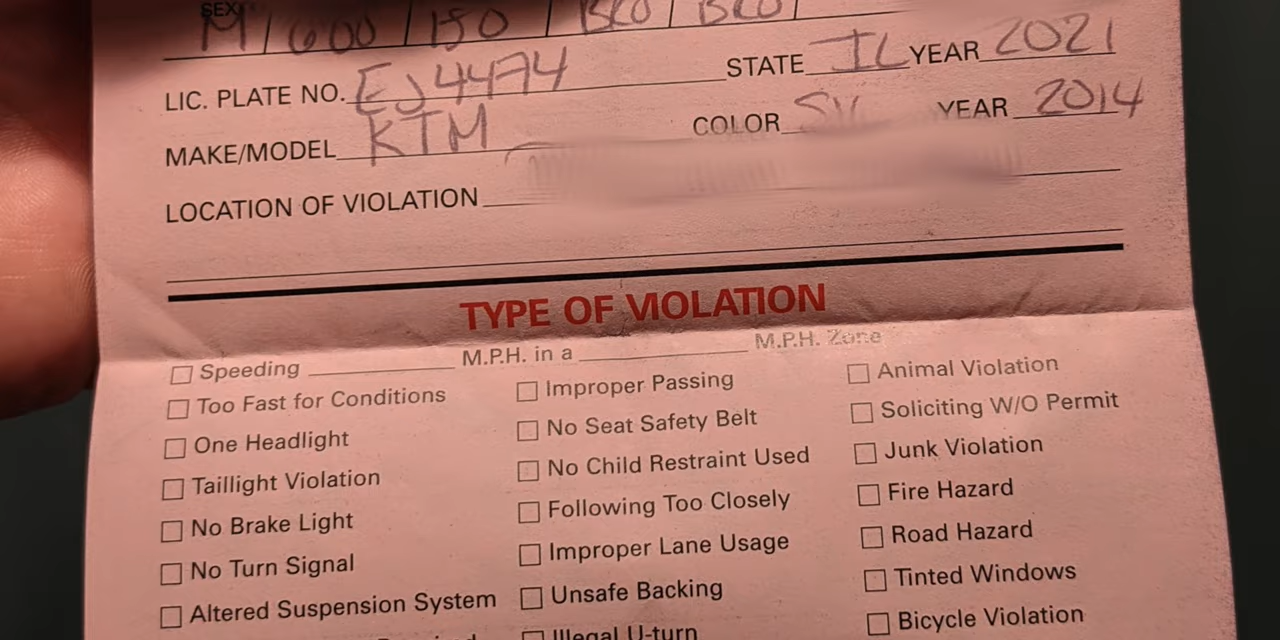 SEX
M 600 150 BRO BRO
LIC. PLATE NO. EJ4474 STATE IL YEAR 2021
MAKE/MODEL KTM COLOR YEAR 2014
LOCATION OF VIOLATION
TYPE OF VIOLATION
Speeding M.P.H. in a M.P.H. Zone
Too Fast for Conditions Improper Passing Animal Violation
One Headlight No Seat Safety Belt Soliciting W/O Permit
Taillight Violation No Child Restraint Used Junk Violation
No Brake Light Following Too Closely Fire Hazard
No Turn Signal Improper Lane Usage Road Hazard
Altered Suspension System Unsafe Backing Tinted Windows
Illegal U-turn Bicycle Violation